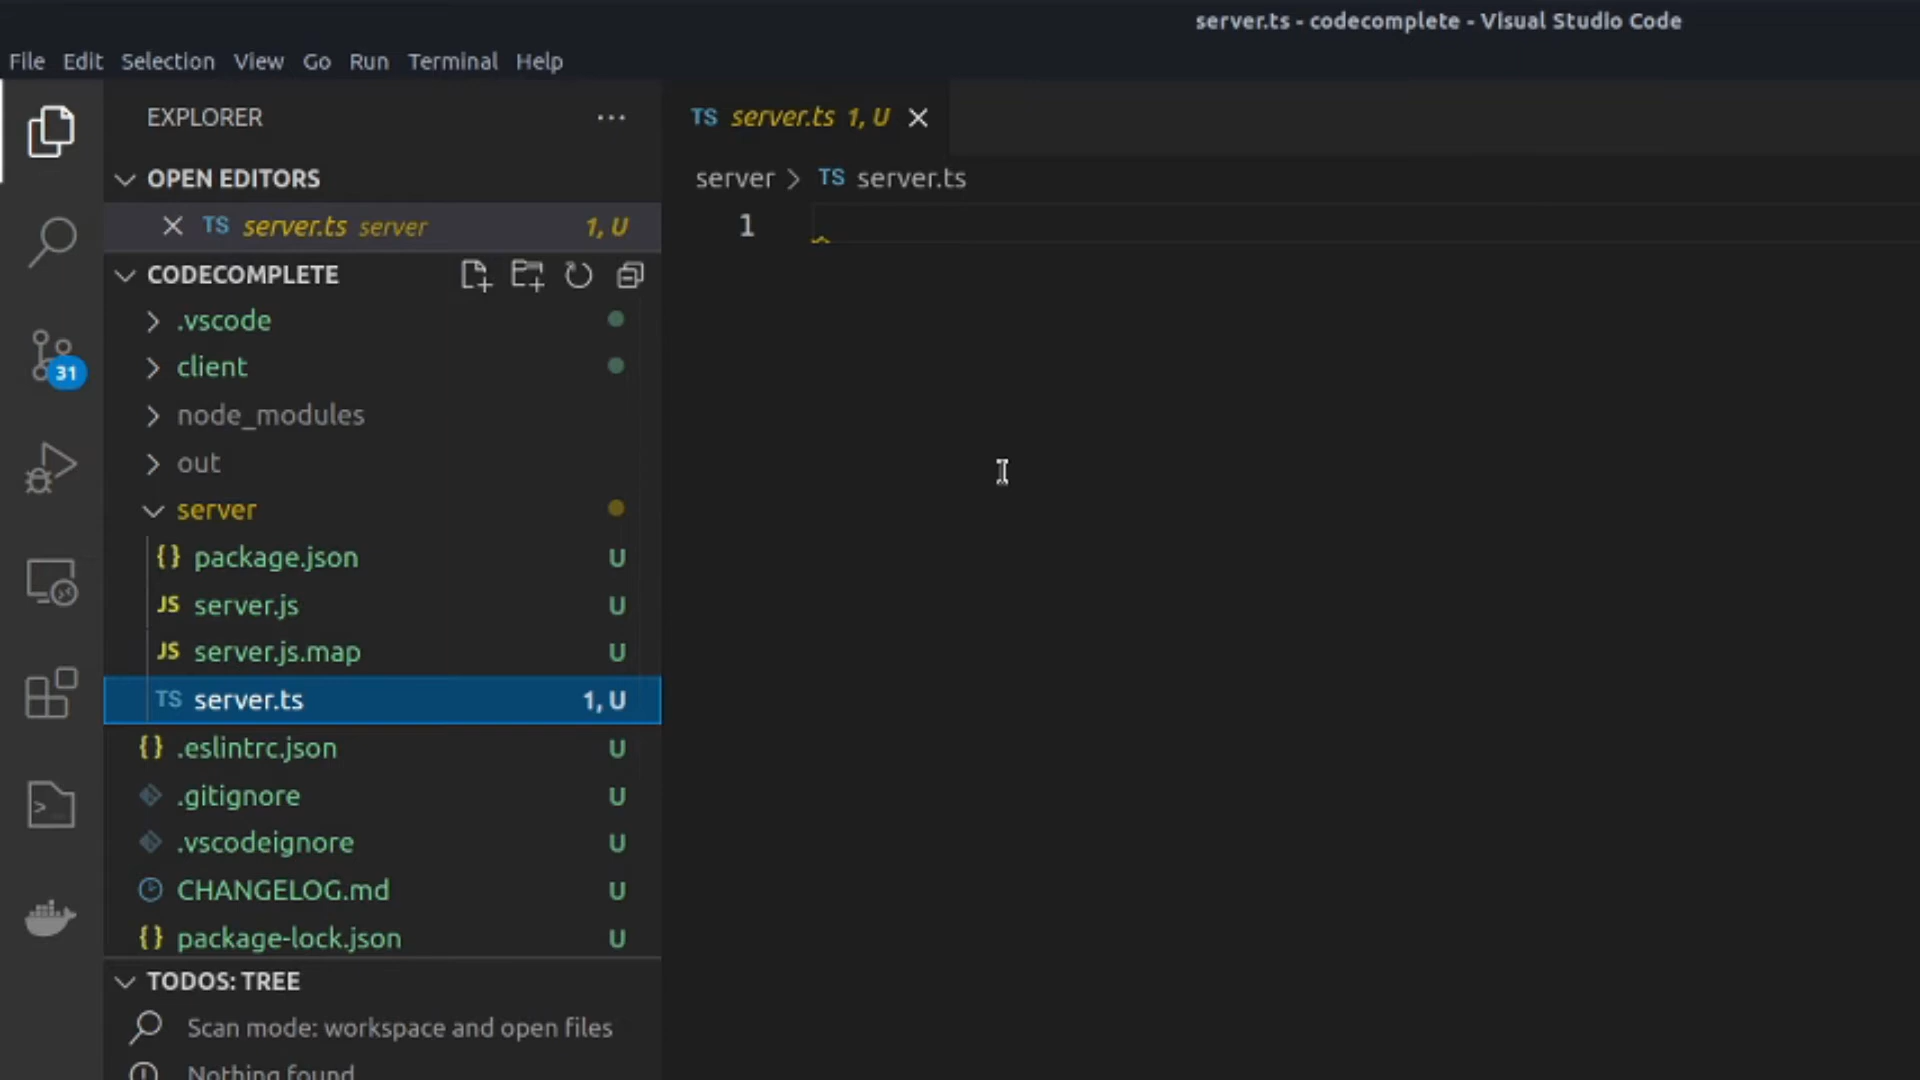 server.ts - codecomplete - Visual Studio Code
File Edit Selection View Go Run Terminal Help
EXPLORER ···
TS server.ts 1, U
OPEN EDITORS
server > TS server.ts
TS server.ts server 1, U
1
CODECOMPLETE
.vscode
31
client
node_modules
out
server
{} package.json U
JS server.js U
JS server.js.map U
TS server.ts 1, U
{} .eslintrc.json U
.gitignore U
.vscodeignore U
CHANGELOG.md U
{} package-lock.json U
TODOS: TREE
Scan mode: workspace and open files
Nothing found